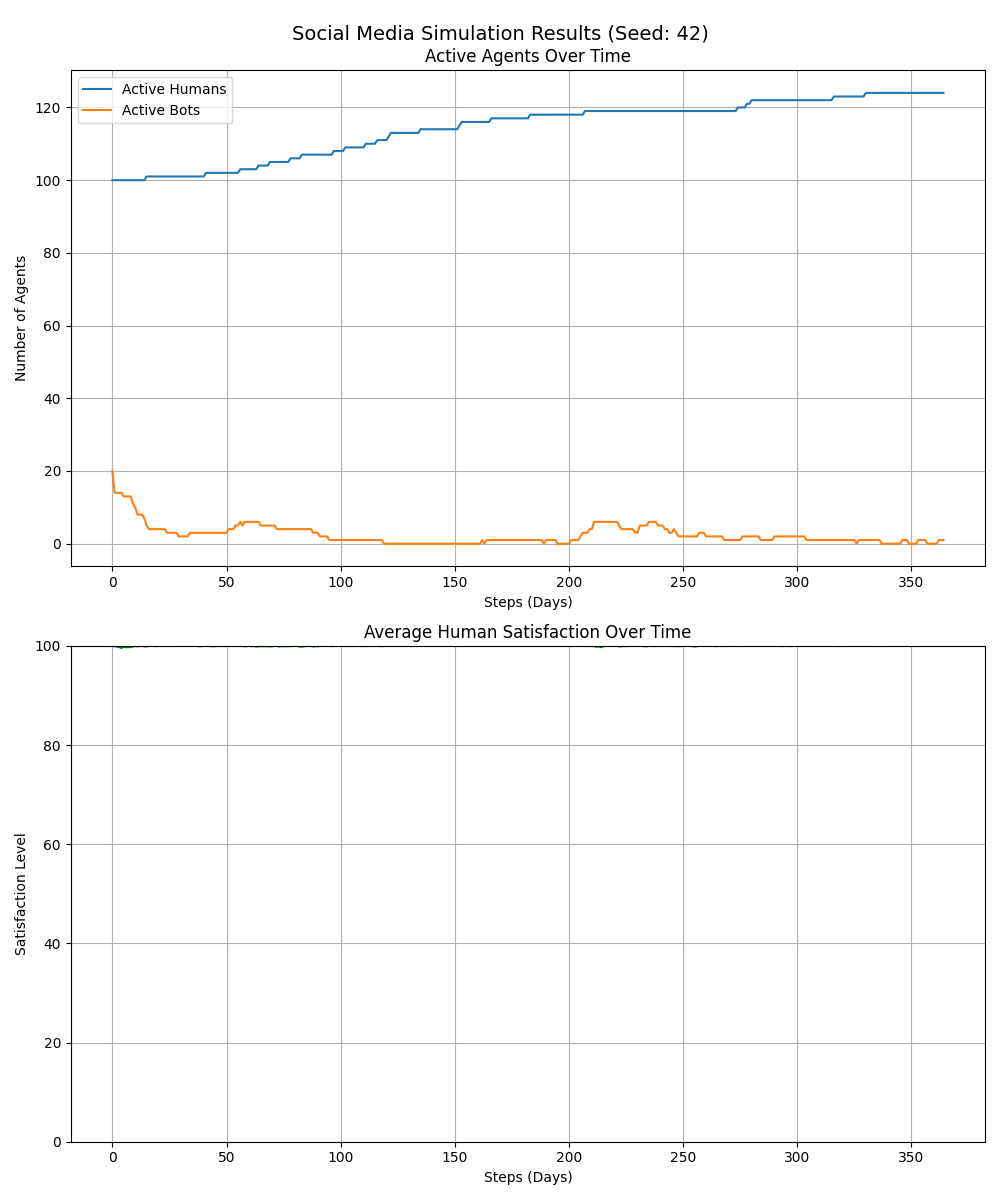 Social Media Simulation Results (Seed: 42)
Active Agents Over Time
Active Humans
Active Bots
Number of Agents
120
100
80
60
40
20
0
0 50 100 150 200 250 300 350
Steps (Days)
Average Human Satisfaction Over Time
Satisfaction Level
100
80
60
40
20
0
0 50 100 150 200 250 300 350
Steps (Days)